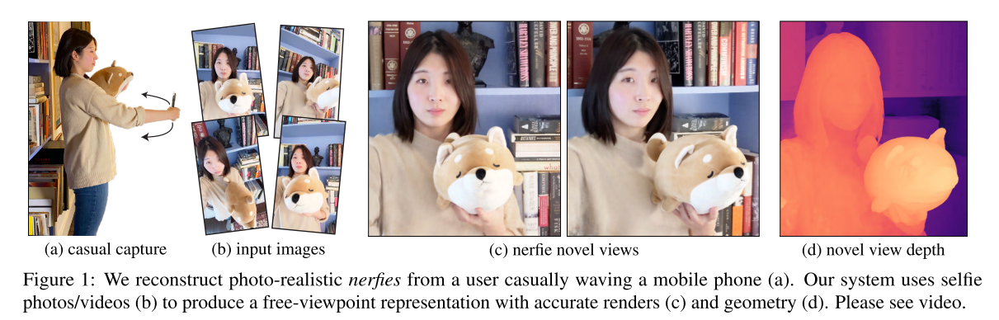 (a) casual capture
(b) input images
(c) nerfie novel views
(d) novel view depth
Figure 1: We reconstruct photo-realistic nerfies from a user casually waving a mobile phone (a). Our system uses selfie
photos/videos (b) to produce a free-viewpoint representation with accurate renders (c) and geometry (d). Please see video.